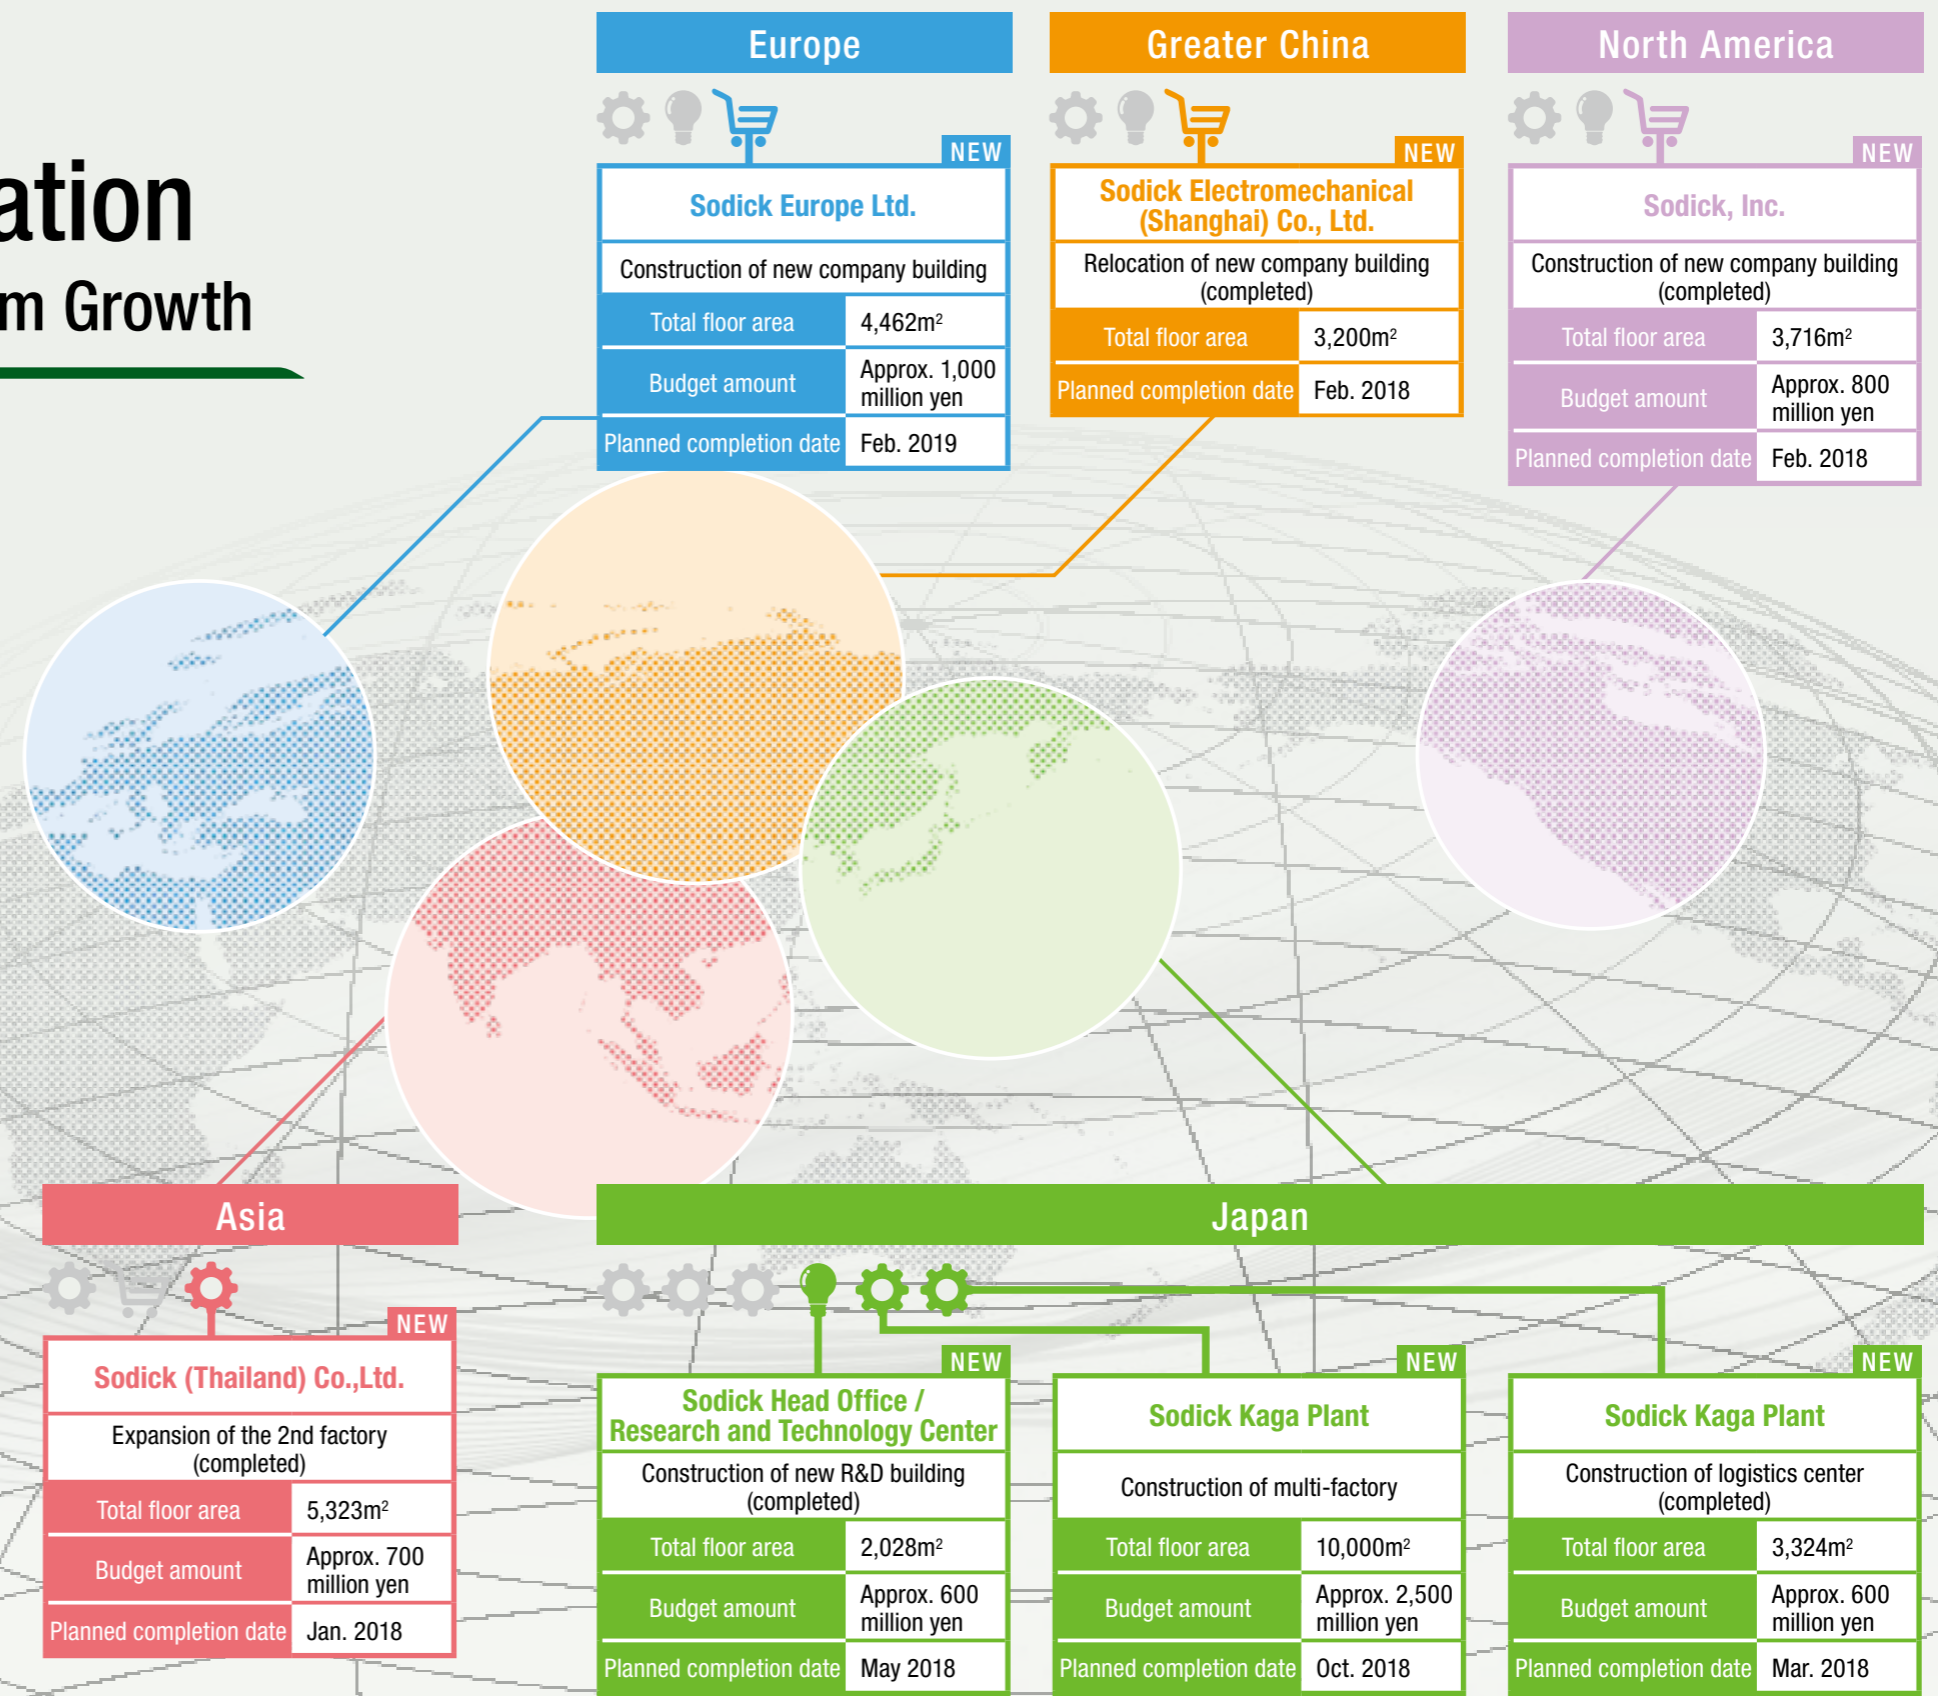 ation
m Growth
Europe
NEW
Sodick Europe Ltd.
Construction of new company building
Total floor area 4,462m²
Budget amount Approx. 1,000
million yen
Planned completion date Feb. 2019
Greater China
NEW
Sodick Electromechanical
(Shanghai) Co., Ltd.
Relocation of new company building
(completed)
Total floor area 3,200m²
Planned completion date Feb. 2018
North America
NEW
Sodick, Inc.
Construction of new company building
(completed)
Total floor area 3,716m²
Budget amount Approx. 800
million yen
Planned completion date Feb. 2018
Asia
NEW
Sodick (Thailand) Co.,Ltd.
Expansion of the 2nd factory
(completed)
Total floor area 5,323m²
Budget amount Approx. 700
million yen
Planned completion date Jan. 2018
Japan
NEW
Sodick Head Office /
Research and Technology Center
Construction of new R&D building
(completed)
Total floor area 2,028m²
Budget amount Approx. 600
million yen
Planned completion date May 2018
NEW
Sodick Kaga Plant
Construction of multi-factory
Total floor area 10,000m²
Budget amount Approx. 2,500
million yen
Planned completion date Oct. 2018
NEW
Sodick Kaga Plant
Construction of logistics center
(completed)
Total floor area 3,324m²
Budget amount Approx. 600
million yen
Planned completion date Mar. 2018